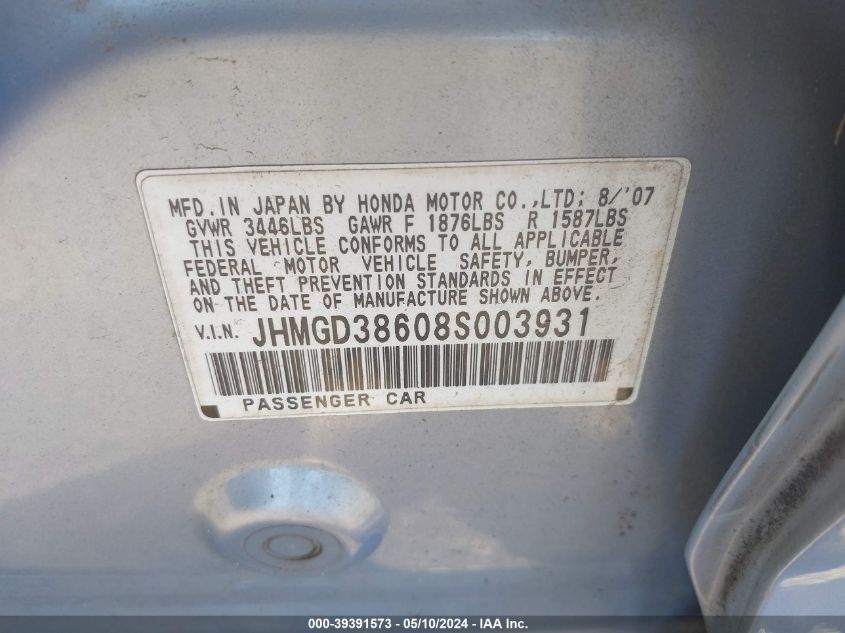 MFD. IN JAPAN BY HONDA MOTOR CO.,LTD: 8/'07
GVWR 3446LBS GAWR F 1876LBS R 1587LBS
THIS VEHICLE CONFORMS TO ALL APPLICABLE
FEDERAL MOTOR VEHICLE SAFETY, BUMPER,
AND THEFT PREVENTION STANDARDS IN EFFECT
ON THE DATE OF MANUFACTURE SHOWN ABOVE.
V.I.N. JHMGD38608S003931
PASSENGER CAR
000-39391573 - 05/10/2024 - IAA Inc.